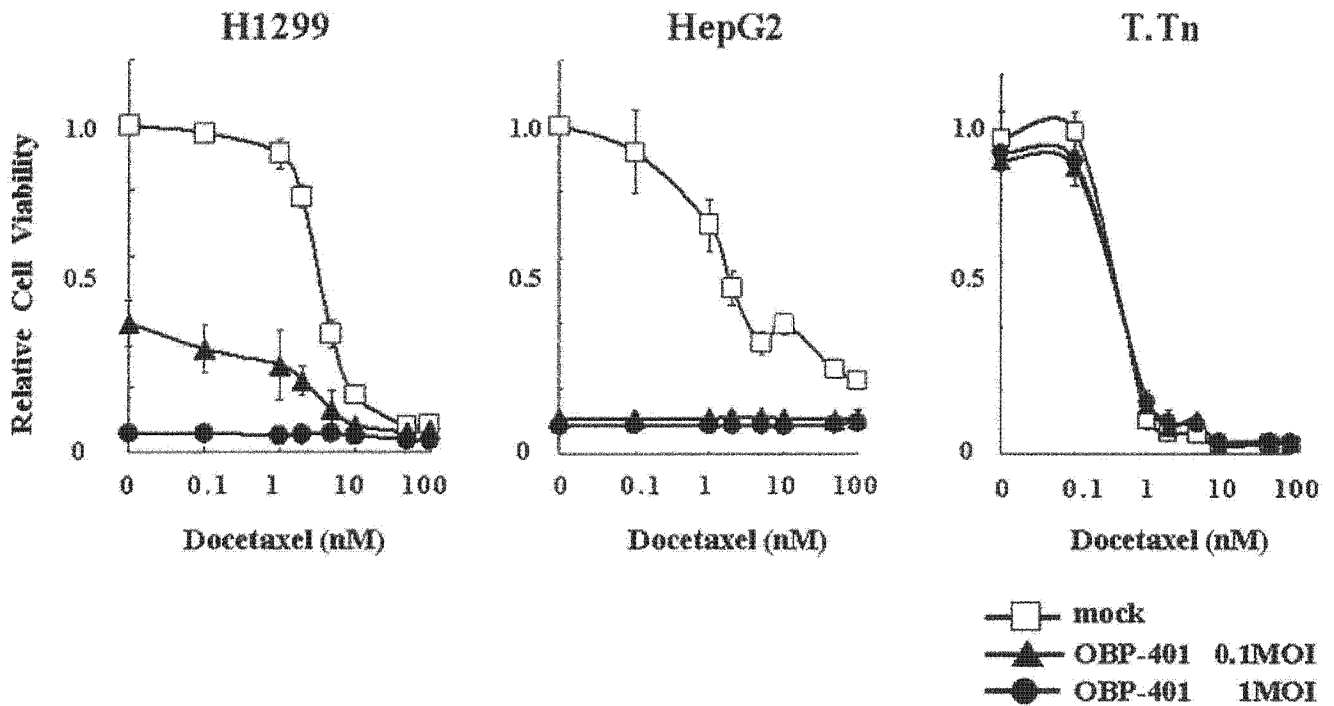 H1299 HepG2 T.Tn
Relative Cell Viability
1.0 1.0 1.0
0.5 0.5 0.5
0 0 0
0 0.1 1 10 100 0 0.1 1 10 100 0 0.1 1 10 100
Docetaxel (nM) Docetaxel (nM) Docetaxel (nM)
mock
OBP-401 0.1MOI
OBP-401 1MOI